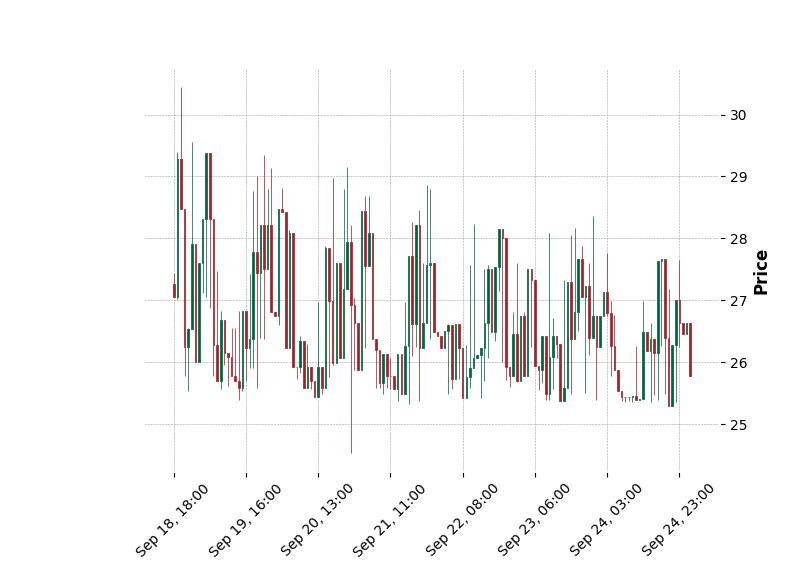 30
29
28
27
26
25
Price
Sep 18, 18:00
Sep 19, 16:00
Sep 20, 13:00
Sep 21, 11:00
Sep 22, 08:00
Sep 23, 06:00
Sep 24, 03:00
Sep 24, 23:00